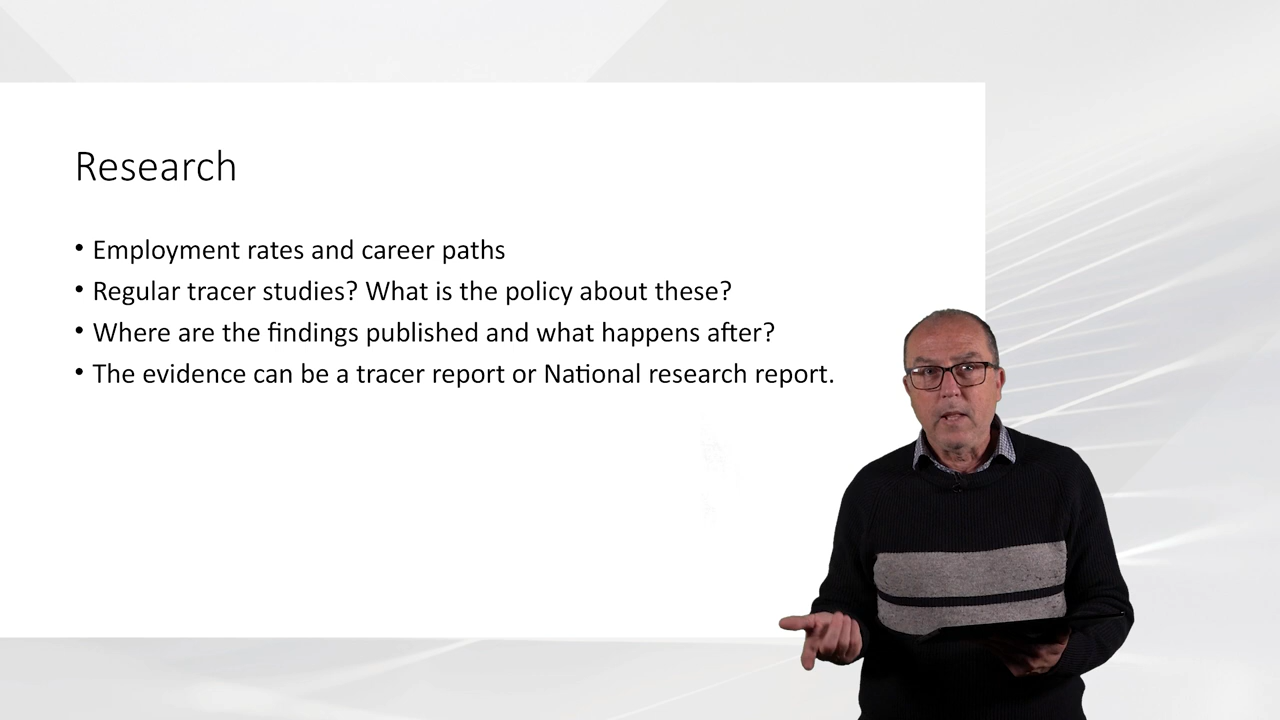 Research
• Employment rates and career paths
• Regular tracer studies? What is the policy about these?
• Where are the findings published and what happens after?
• The evidence can be a tracer report or National research report.